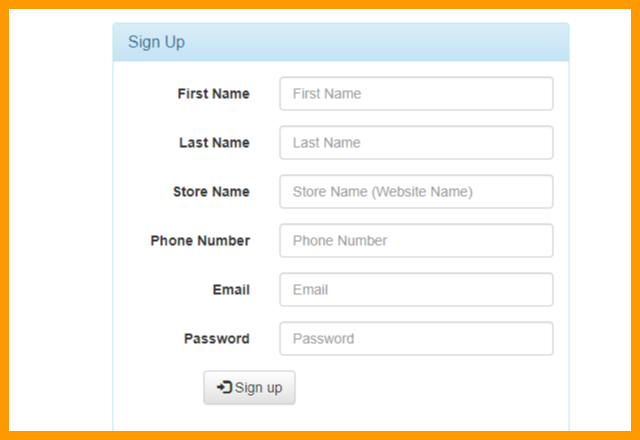 Sign Up
First Name First Name
Last Name Last Name
Store Name Store Name (Website Name)
Phone Number Phone Number
Email Email
Password Password
Sign up